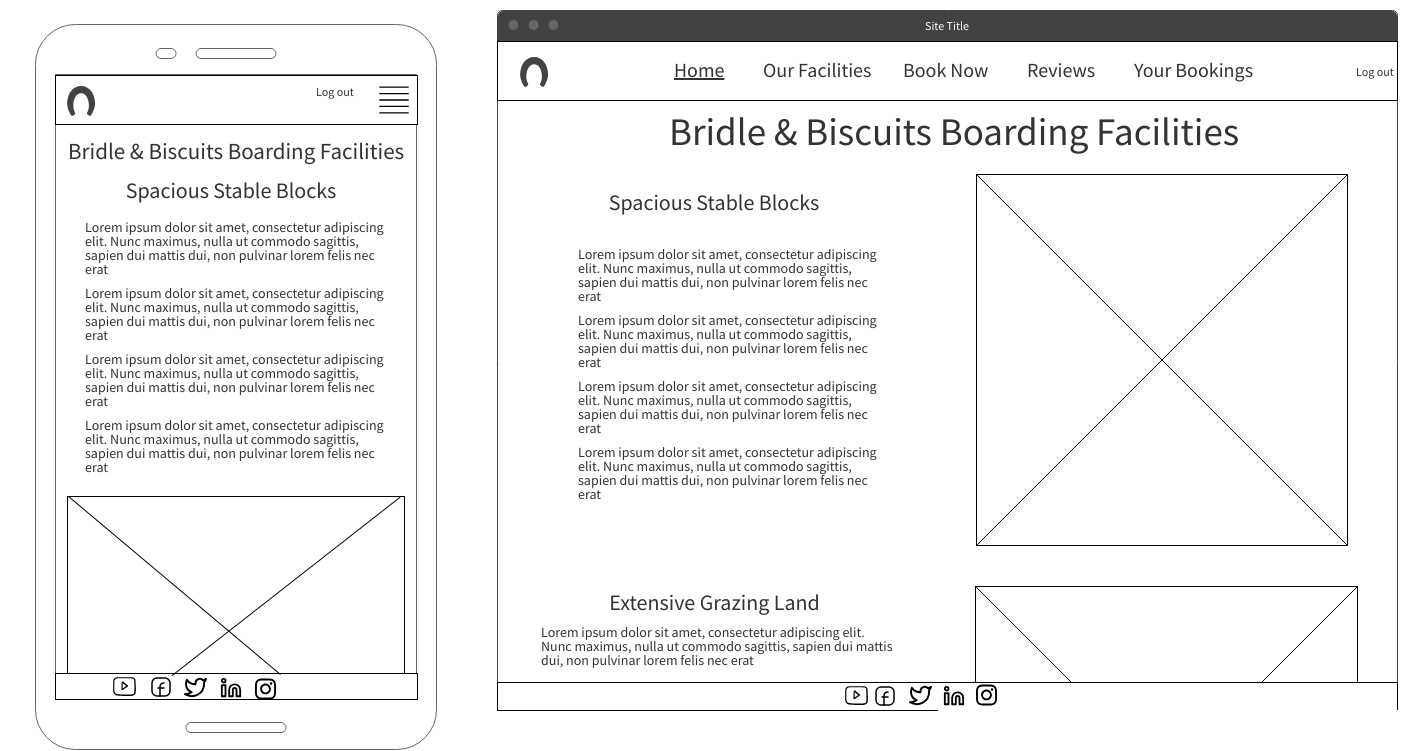 Log out
Bridle & Biscuits Boarding Facilities
Spacious Stable Blocks
Lorem ipsum dolor sit amet, consectetur adipiscing
elit. Nunc maximus, nulla ut commodo sagittis,
sapien dui mattis dui, non pulvinar lorem felis nec
erat
Lorem ipsum dolor sit amet, consectetur adipiscing
elit. Nunc maximus, nulla ut commodo sagittis,
sapien dui mattis dui, non pulvinar lorem felis nec
erat
Lorem ipsum dolor sit amet, consectetur adipiscing
elit. Nunc maximus, nulla ut commodo sagittis,
sapien dui mattis dui, non pulvinar lorem felis nec
erat
Lorem ipsum dolor sit amet, consectetur adipiscing
elit. Nunc maximus, nulla ut commodo sagittis,
sapien dui mattis dui, non pulvinar lorem felis nec
erat
Site Title
Home Our Facilities Book Now Reviews Your Bookings Log out
Bridle & Biscuits Boarding Facilities
Spacious Stable Blocks
Lorem ipsum dolor sit amet, consectetur adipiscing
elit. Nunc maximus, nulla ut commodo sagittis,
sapien dui mattis dui, non pulvinar lorem felis nec
erat
Lorem ipsum dolor sit amet, consectetur adipiscing
elit. Nunc maximus, nulla ut commodo sagittis,
sapien dui mattis dui, non pulvinar lorem felis nec
erat
Lorem ipsum dolor sit amet, consectetur adipiscing
elit. Nunc maximus, nulla ut commodo sagittis,
sapien dui mattis dui, non pulvinar lorem felis nec
erat
Lorem ipsum dolor sit amet, consectetur adipiscing
elit. Nunc maximus, nulla ut commodo sagittis,
sapien dui mattis dui, non pulvinar lorem felis nec
erat
Extensive Grazing Land
Lorem ipsum dolor sit amet, consectetur adipiscing elit.
Nunc maximus, nulla ut commodo sagittis, sapien dui mattis
dui, non pulvinar lorem felis nec erat